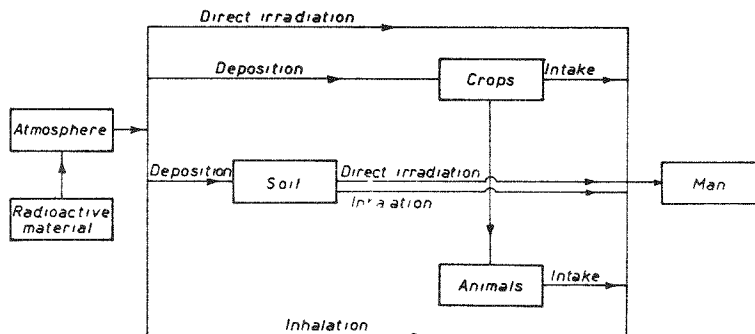 Direct irradiation
Deposition
Crops
Intake
Atmosphere
Deposition
Soil
Direct irradiation
Man
Radioactive
material
Animals
Intake
Inhalation